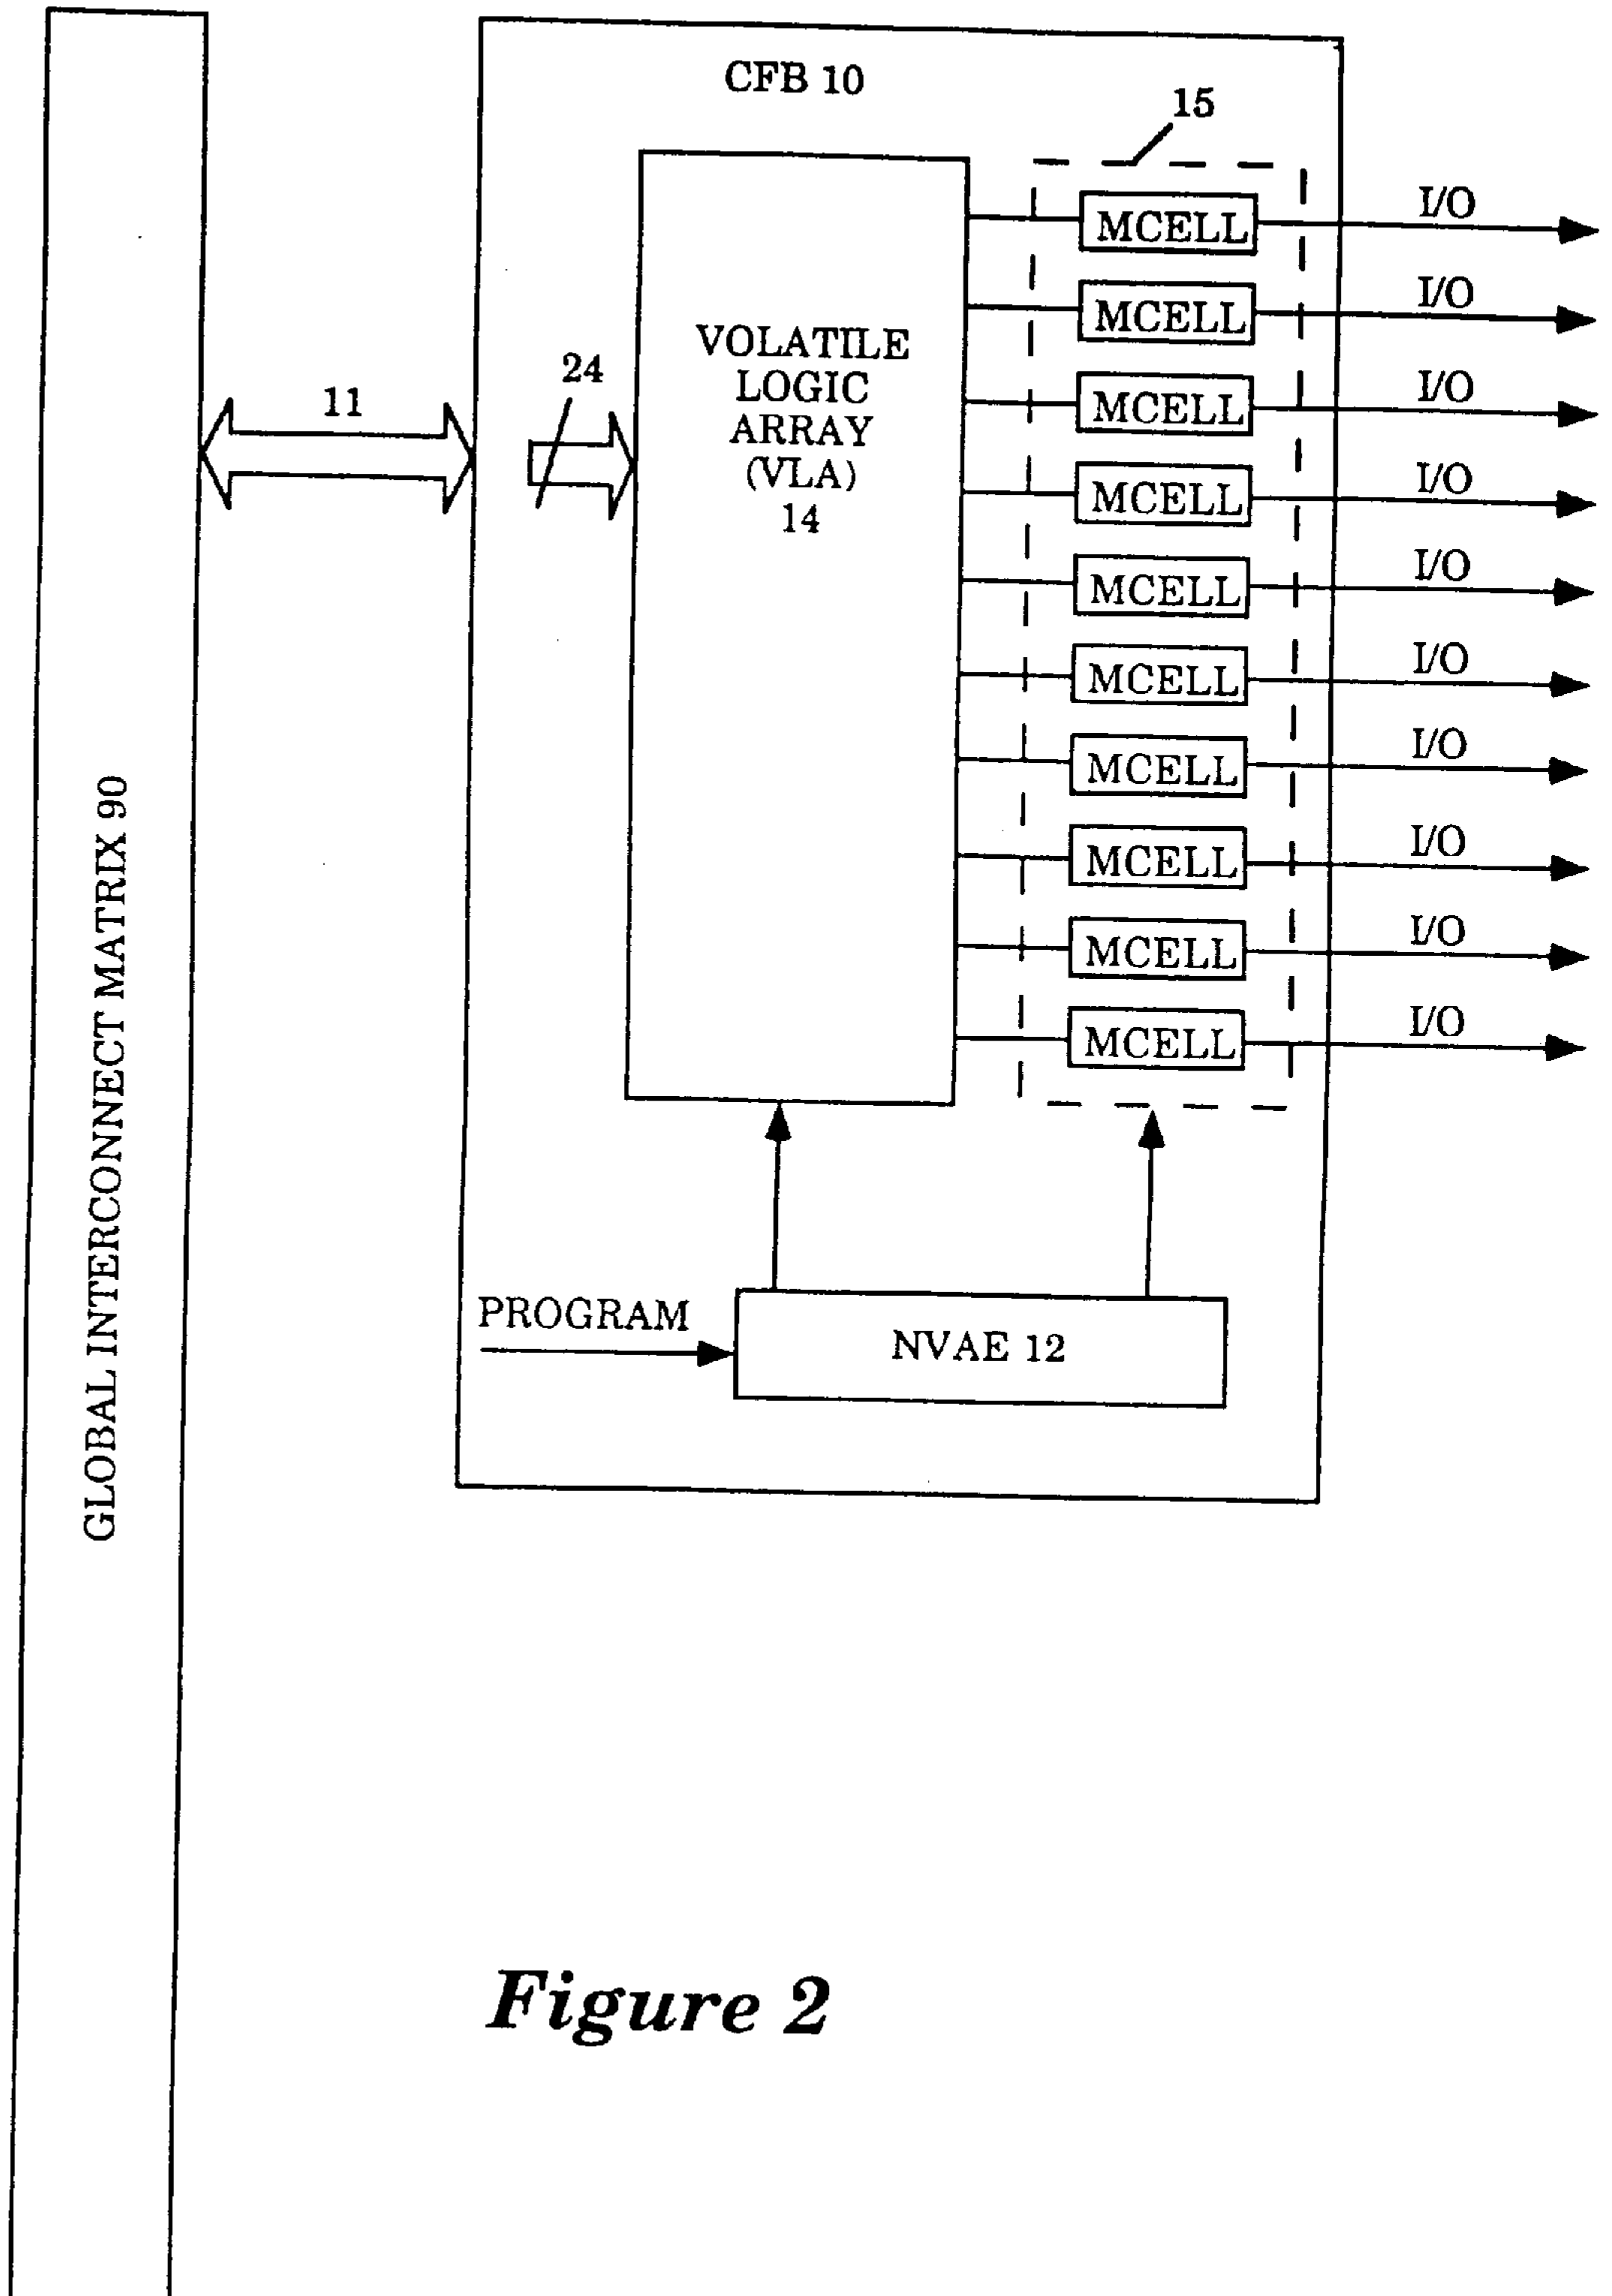 CFB 10
15
I/O
MCELL
I/O
MCELL
I/O
MCELL
I/O
MCELL
I/O
MCELL
I/O
MCELL
I/O
MCELL
I/O
MCELL
I/O
MCELL
I/O
MCELL
VOLATILE
LOGIC
ARRAY
(VLA)
14
24
11
GLOBAL INTERCONNECT MATRIX 90
PROGRAM
NVAE 12
Figure 2